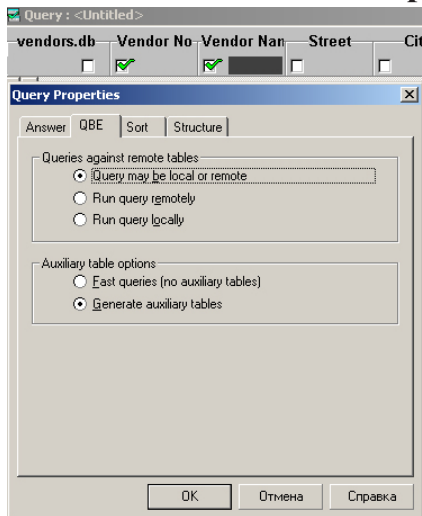 Query : <Untitled>
vendors.db Vendor No Vendor Nan Street Cit
Query Properties
Answer QBE Sort Structure
Queries against remote tables
Query may be local or remote
Run query remotely
Run query locally
Auxiliary table options
Fast queries (no auxiliary tables)
Generate auxiliary tables
OK Отмена Справка